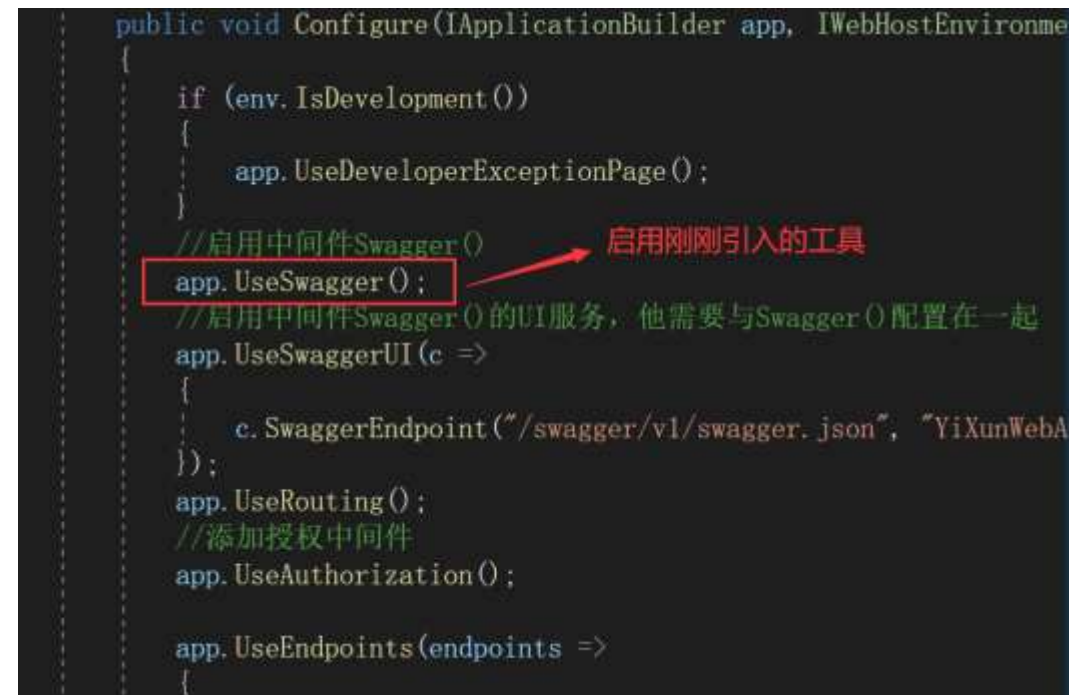 public void Configure(IApplicationBuilder app, IWebHostEnvironme
{
if (env.IsDevelopment())
{
app.UseDeveloperExceptionPage();
}
//启用中间件Swagger()
启用刚刚引入的工具
app.UseSwagger();
//启用中间件Swagger()的UI服务，他需要与Swagger()配置在一起
app.UseSwaggerUI(c =>
{
c.SwaggerEndpoint("/swagger/v1/swagger.json", "YiXunWebA
});
app.UseRouting();
//添加授权中间件
app.UseAuthorization();
app.UseEndpoints(endpoints =>
{